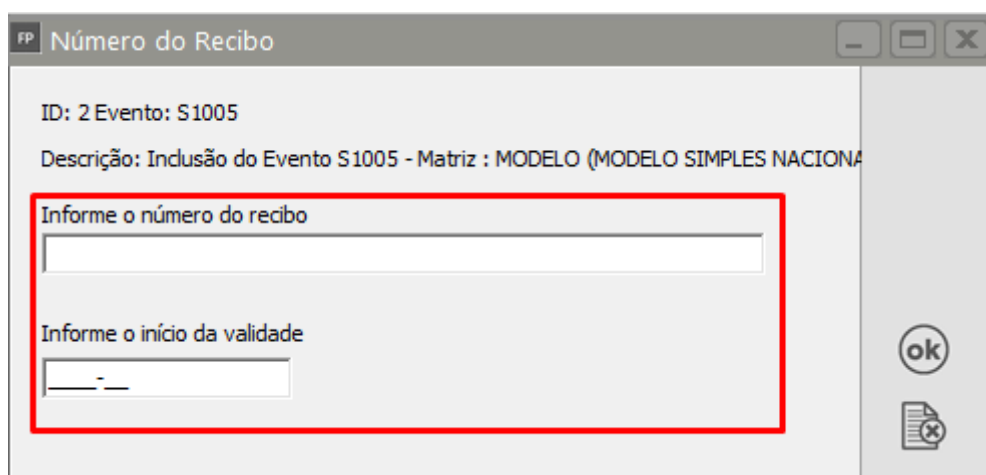 FP Número do Recibo
ID: 2 Evento: S1005
Descrição: Inclusão do Evento S1005 - Matriz : MODELO (MODELO SIMPLES NACIONA
Informe o número do recibo
Informe o início da validade
____-__
ok